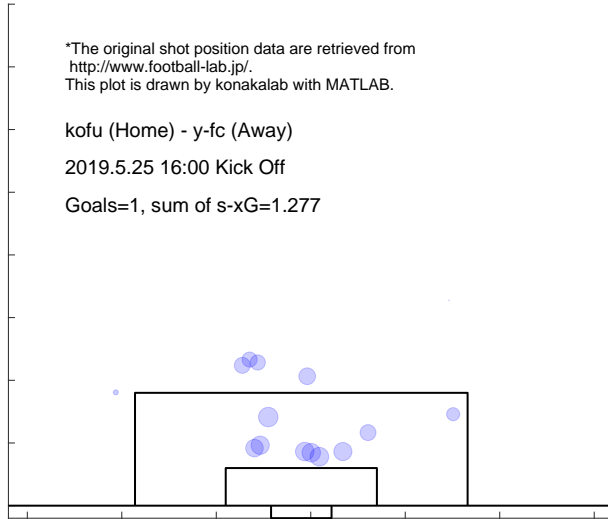 *The original shot position data are retrieved from
http://www.football-lab.jp/.
This plot is drawn by konakalab with MATLAB.
kofu (Home) - y-fc (Away)
2019.5.25 16:00 Kick Off
Goals=1, sum of s-xG=1.277